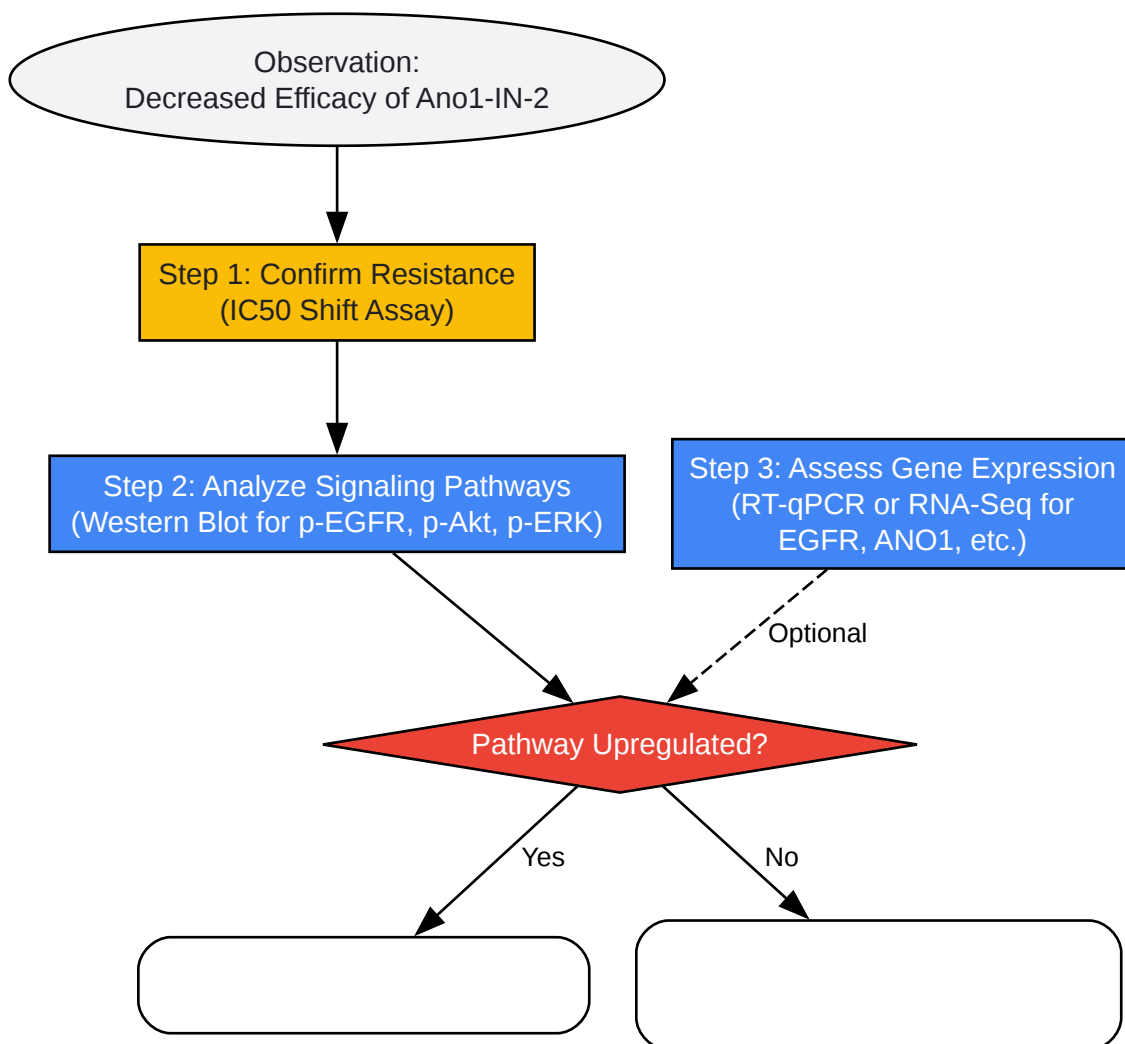 Observation:
Decreased Efficacy of Ano1-IN-2
Step 1: Confirm Resistance
(IC50 Shift Assay)
Step 2: Analyze Signaling Pathways
(Western Blot for p-EGFR, p-Akt, p-ERK)
Step 3: Assess Gene Expression
(RT-qPCR or RNA-Seq for
EGFR, ANO1, etc.)
Optional
Pathway Upregulated?
Yes
No